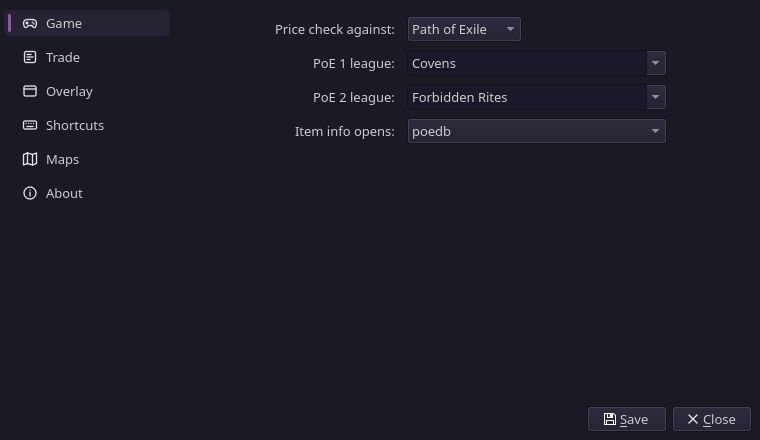 Game
Trade
Overlay
Shortcuts
Maps
About
Price check against: Path of Exile
PoE 1 league: Covens
PoE 2 league: Forbidden Rites
Item info opens: poedb
Save Close